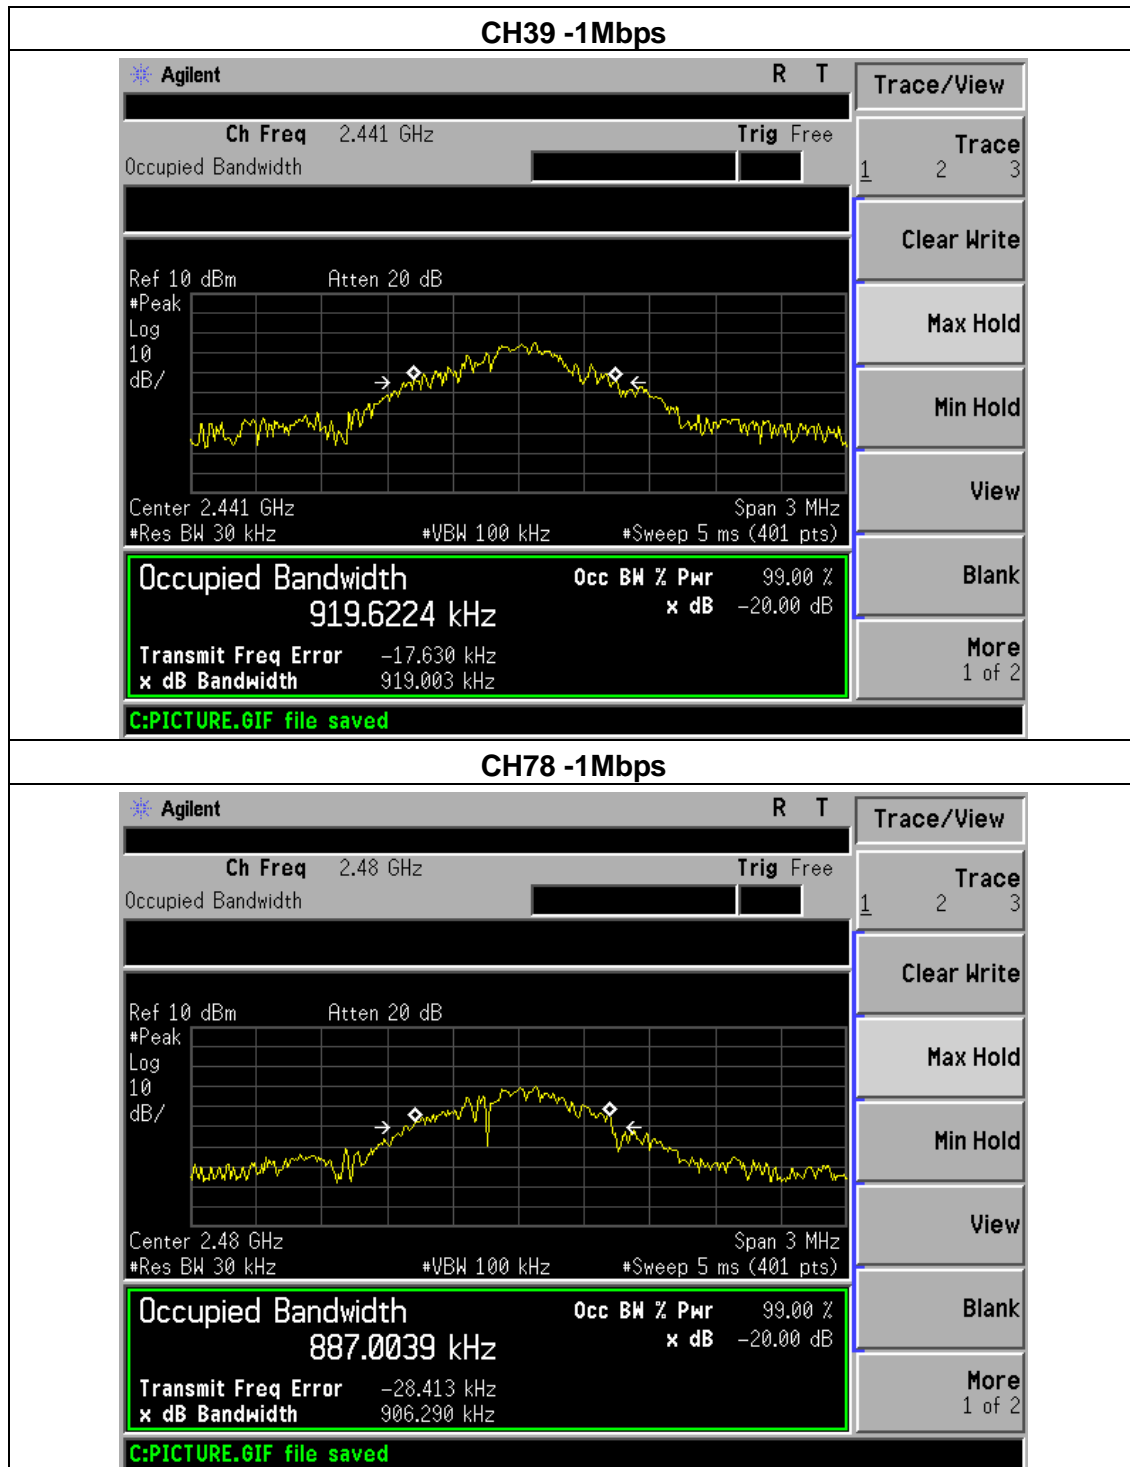 CH39 -1Mbps
Agilent R T
Trace/View
Ch Freq 2.441 GHz Trig Free
Occupied Bandwidth
Trace
1 2 3
Clear Write
Ref 10 dBm Atten 20 dB
#Peak
Log
10
dB/
Max Hold
Min Hold
View
Center 2.441 GHz Span 3 MHz
#Res BW 30 kHz #VBW 100 kHz #Sweep 5 ms (401 pts)
Occupied Bandwidth Occ BW % Pwr 99.00 %
919.6224 kHz x dB -20.00 dB
Blank
Transmit Freq Error -17.630 kHz
x dB Bandwidth 919.003 kHz
More
1 of 2
C:PICTURE.GIF file saved
CH78 -1Mbps
Agilent R T
Trace/View
Ch Freq 2.48 GHz Trig Free
Occupied Bandwidth
Trace
1 2 3
Clear Write
Ref 10 dBm Atten 20 dB
#Peak
Log
10
dB/
Max Hold
Min Hold
View
Center 2.48 GHz Span 3 MHz
#Res BW 30 kHz #VBW 100 kHz #Sweep 5 ms (401 pts)
Occupied Bandwidth Occ BW % Pwr 99.00 %
887.0039 kHz x dB -20.00 dB
Blank
Transmit Freq Error -28.413 kHz
x dB Bandwidth 906.290 kHz
More
1 of 2
C:PICTURE.GIF file saved